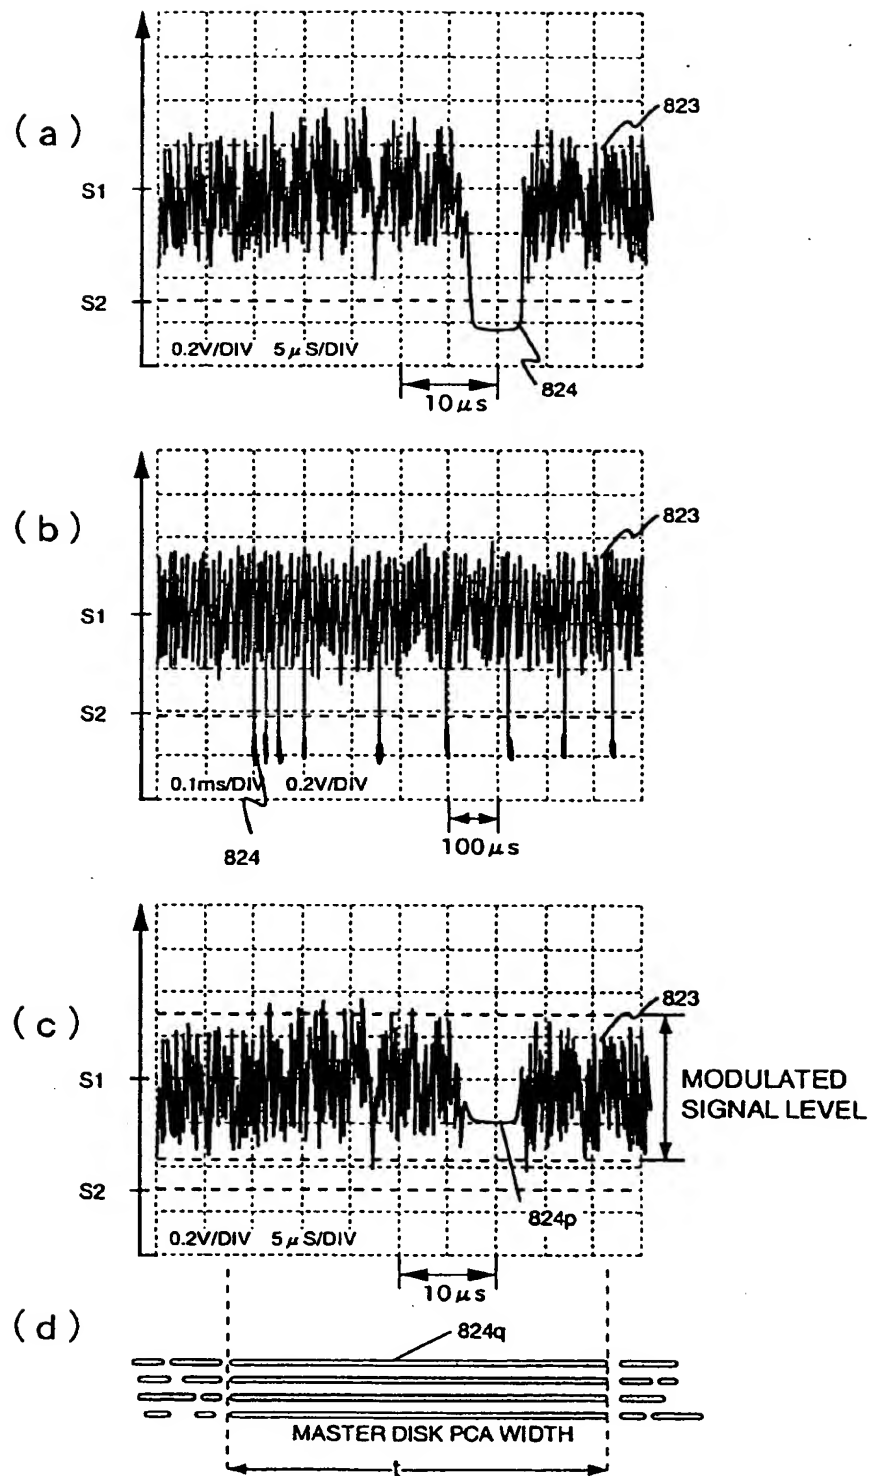 (a)
823
S1
S2
0.2V/DIV 5μS/DIV
824
10μs
(b)
823
S1
S2
0.1ms/DIV 0.2V/DIV
824
100μs
(c)
823
S1
MODULATED
SIGNAL LEVEL
S2
824p
0.2V/DIV 5μS/DIV
10μs
(d)
824q
MASTER DISK PCA WIDTH
t